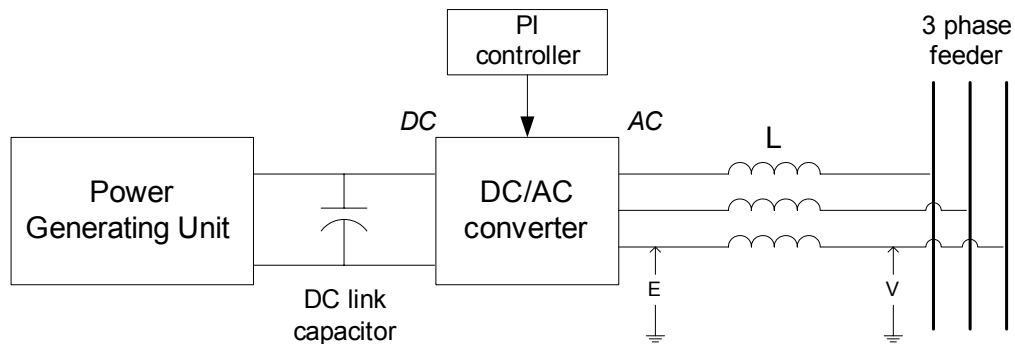 PI
controller
3 phase
feeder
DC
AC
L
Power
Generating Unit
DC/AC
converter
E
V
DC link
capacitor